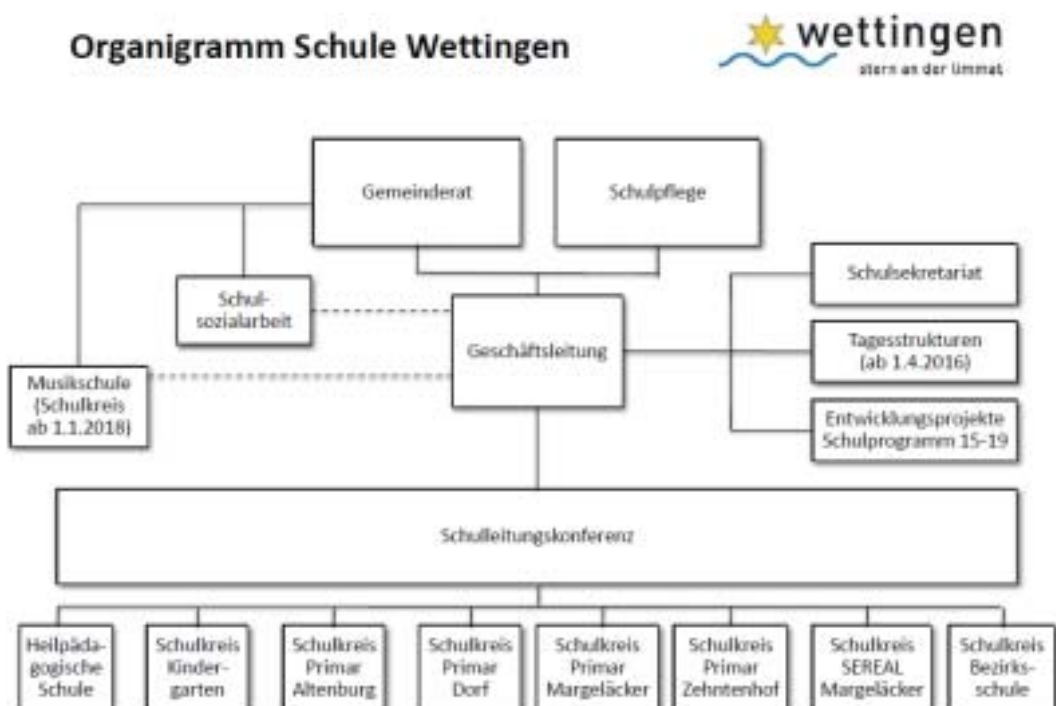 Organigramm Schule Wettingen
wettingen
stern an der limmat
Gemeinderat
Schulpflege
Schulsekretariat
Schul-
sozialarbeit
Geschäftsleitung
Tagesstrukturen
(ab 1.4.2016)
Musikschule
(Schulkreis
ab 1.1.2018)
Entwicklungsprojekte
Schulprogramm 15-19
Schulleitungskonferenz
Heilpäda-
gogische
Schule
Schulkreis
Kinder-
garten
Schulkreis
Primar
Altenburg
Schulkreis
Primar
Dorf
Schulkreis
Primar
Margeläcker
Schulkreis
Primar
Zehntenhof
Schulkreis
SEREAL
Margeläcker
Schulkreis
Bezirks-
schule